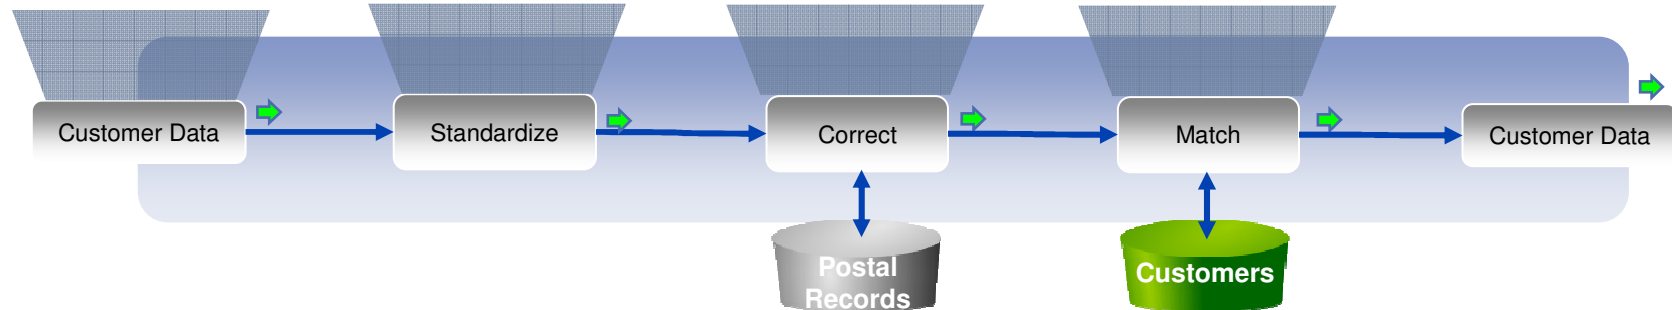 Customer Data
Standardize
Correct
Match
Customer Data
Postal
Records
Customers